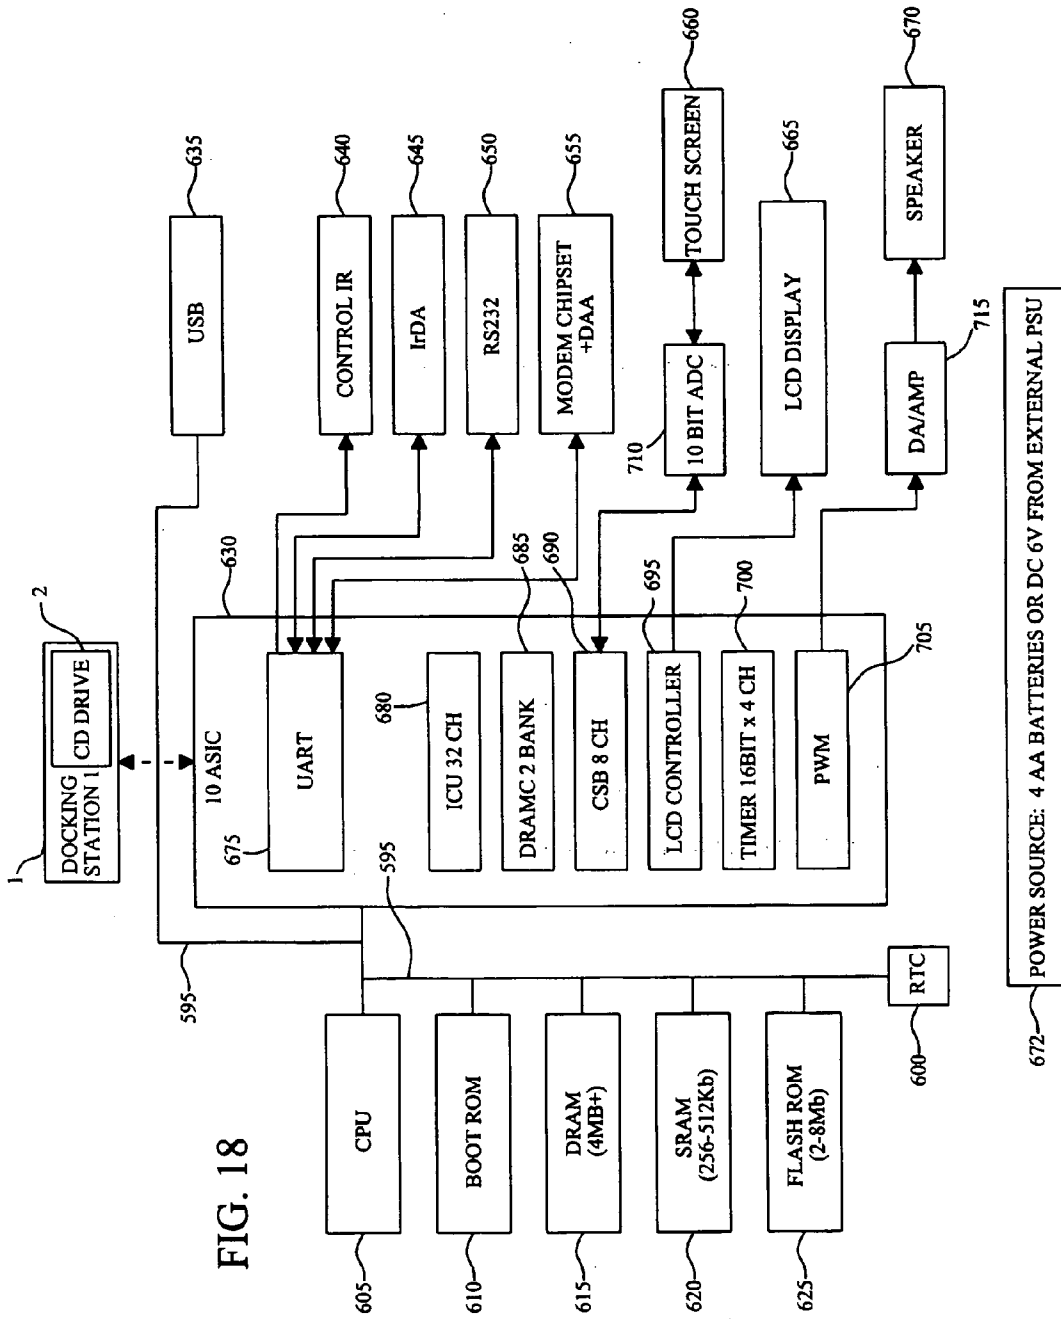 FIG. 18
1
DOCKING
STATION 1
CD DRIVE
2
595
10 ASIC
630
USB
635
605
CPU
610
BOOT ROM
615
DRAM
(4MB+)
620
SRAM
(256-512Kb)
625
FLASH ROM
(2-8Mb)
600
RTC
595
675
UART
680
ICU 32 CH
DRAMC 2 BANK
685
CSB 8 CH
690
LCD CONTROLLER
695
TIMER 16BIT x 4 CH
700
PWM
705
CONTROL IR
640
IrDA
645
RS232
650
MODEM CHIPSET
+DAA
655
710
10 BIT ADC
TOUCH SCREEN
660
LCD DISPLAY
665
DA/AMP
715
SPEAKER
670
672
POWER SOURCE: 4 AA BATTERIES OR DC 6V FROM EXTERNAL PSU